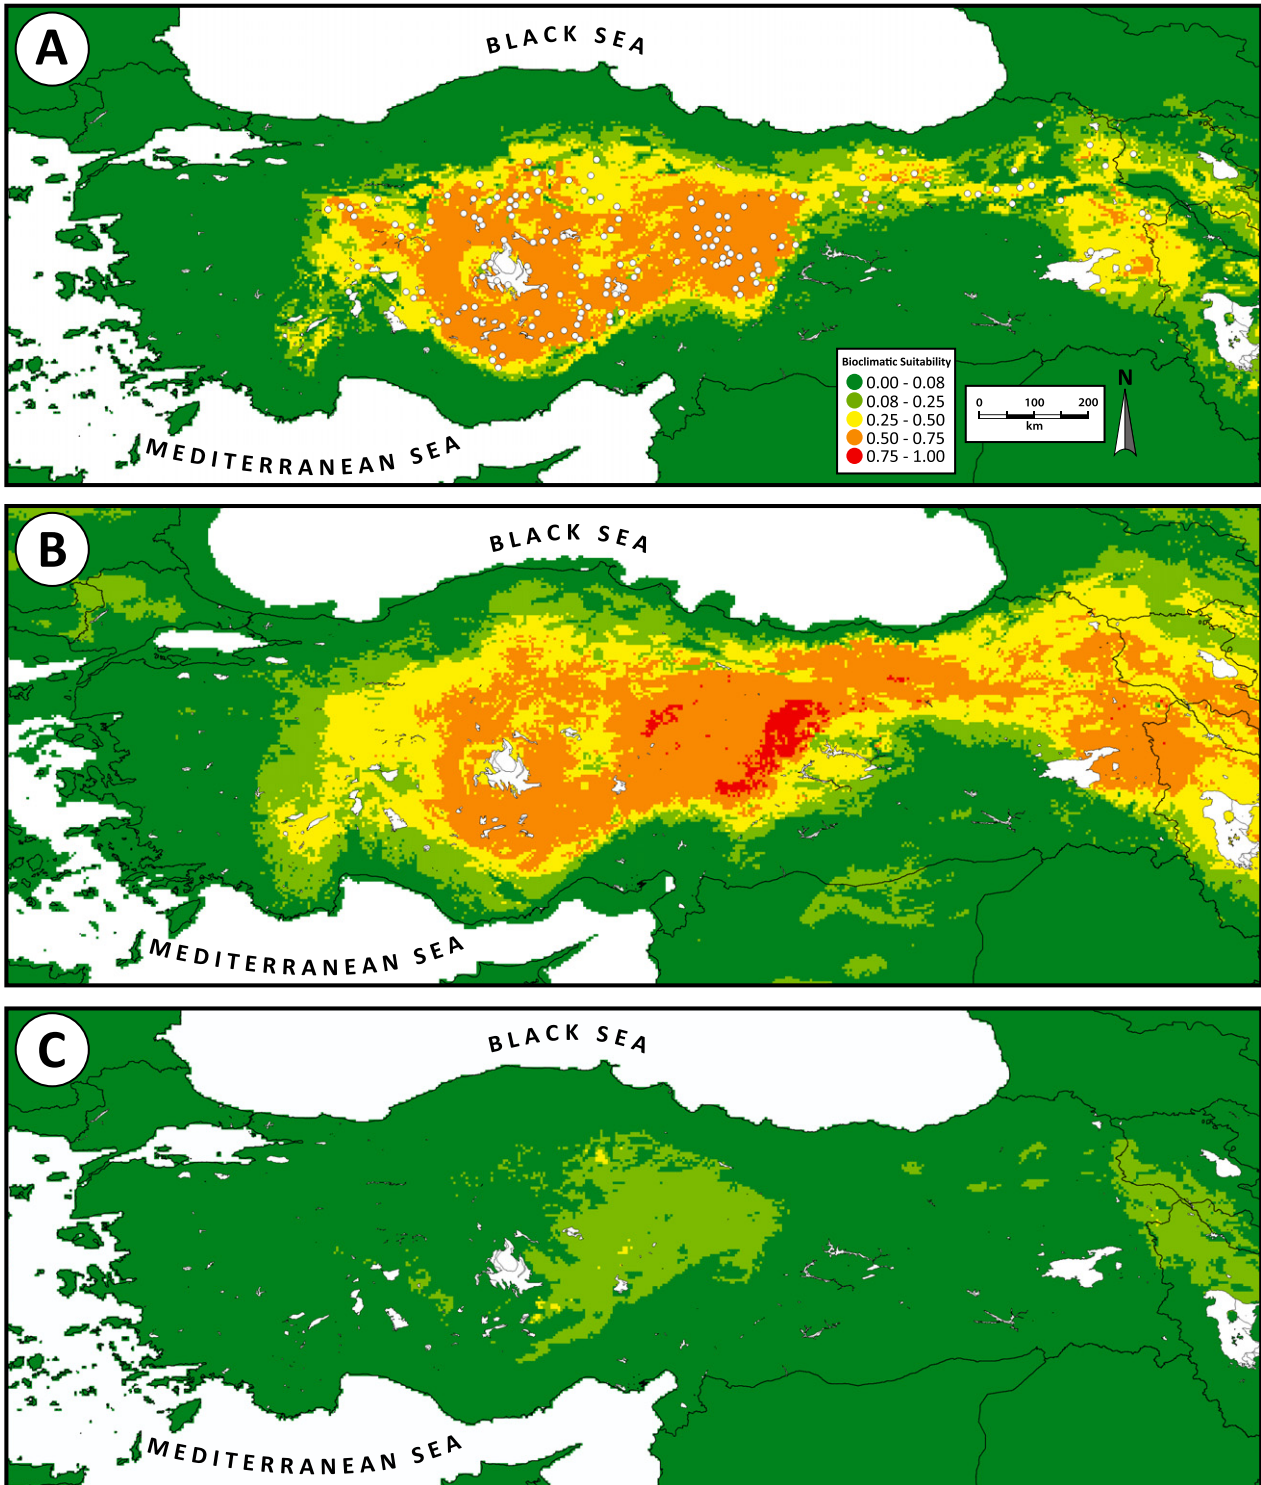 A
BLACK SEA
MEDITERRANEAN SEA
Bioclimatic Suitability
0.00 - 0.08
0.08 - 0.25
0.25 - 0.50
0.50 - 0.75
0.75 - 1.00
0 100 200
km
N
B
BLACK SEA
MEDITERRANEAN SEA
C
BLACK SEA
MEDITERRANEAN SEA